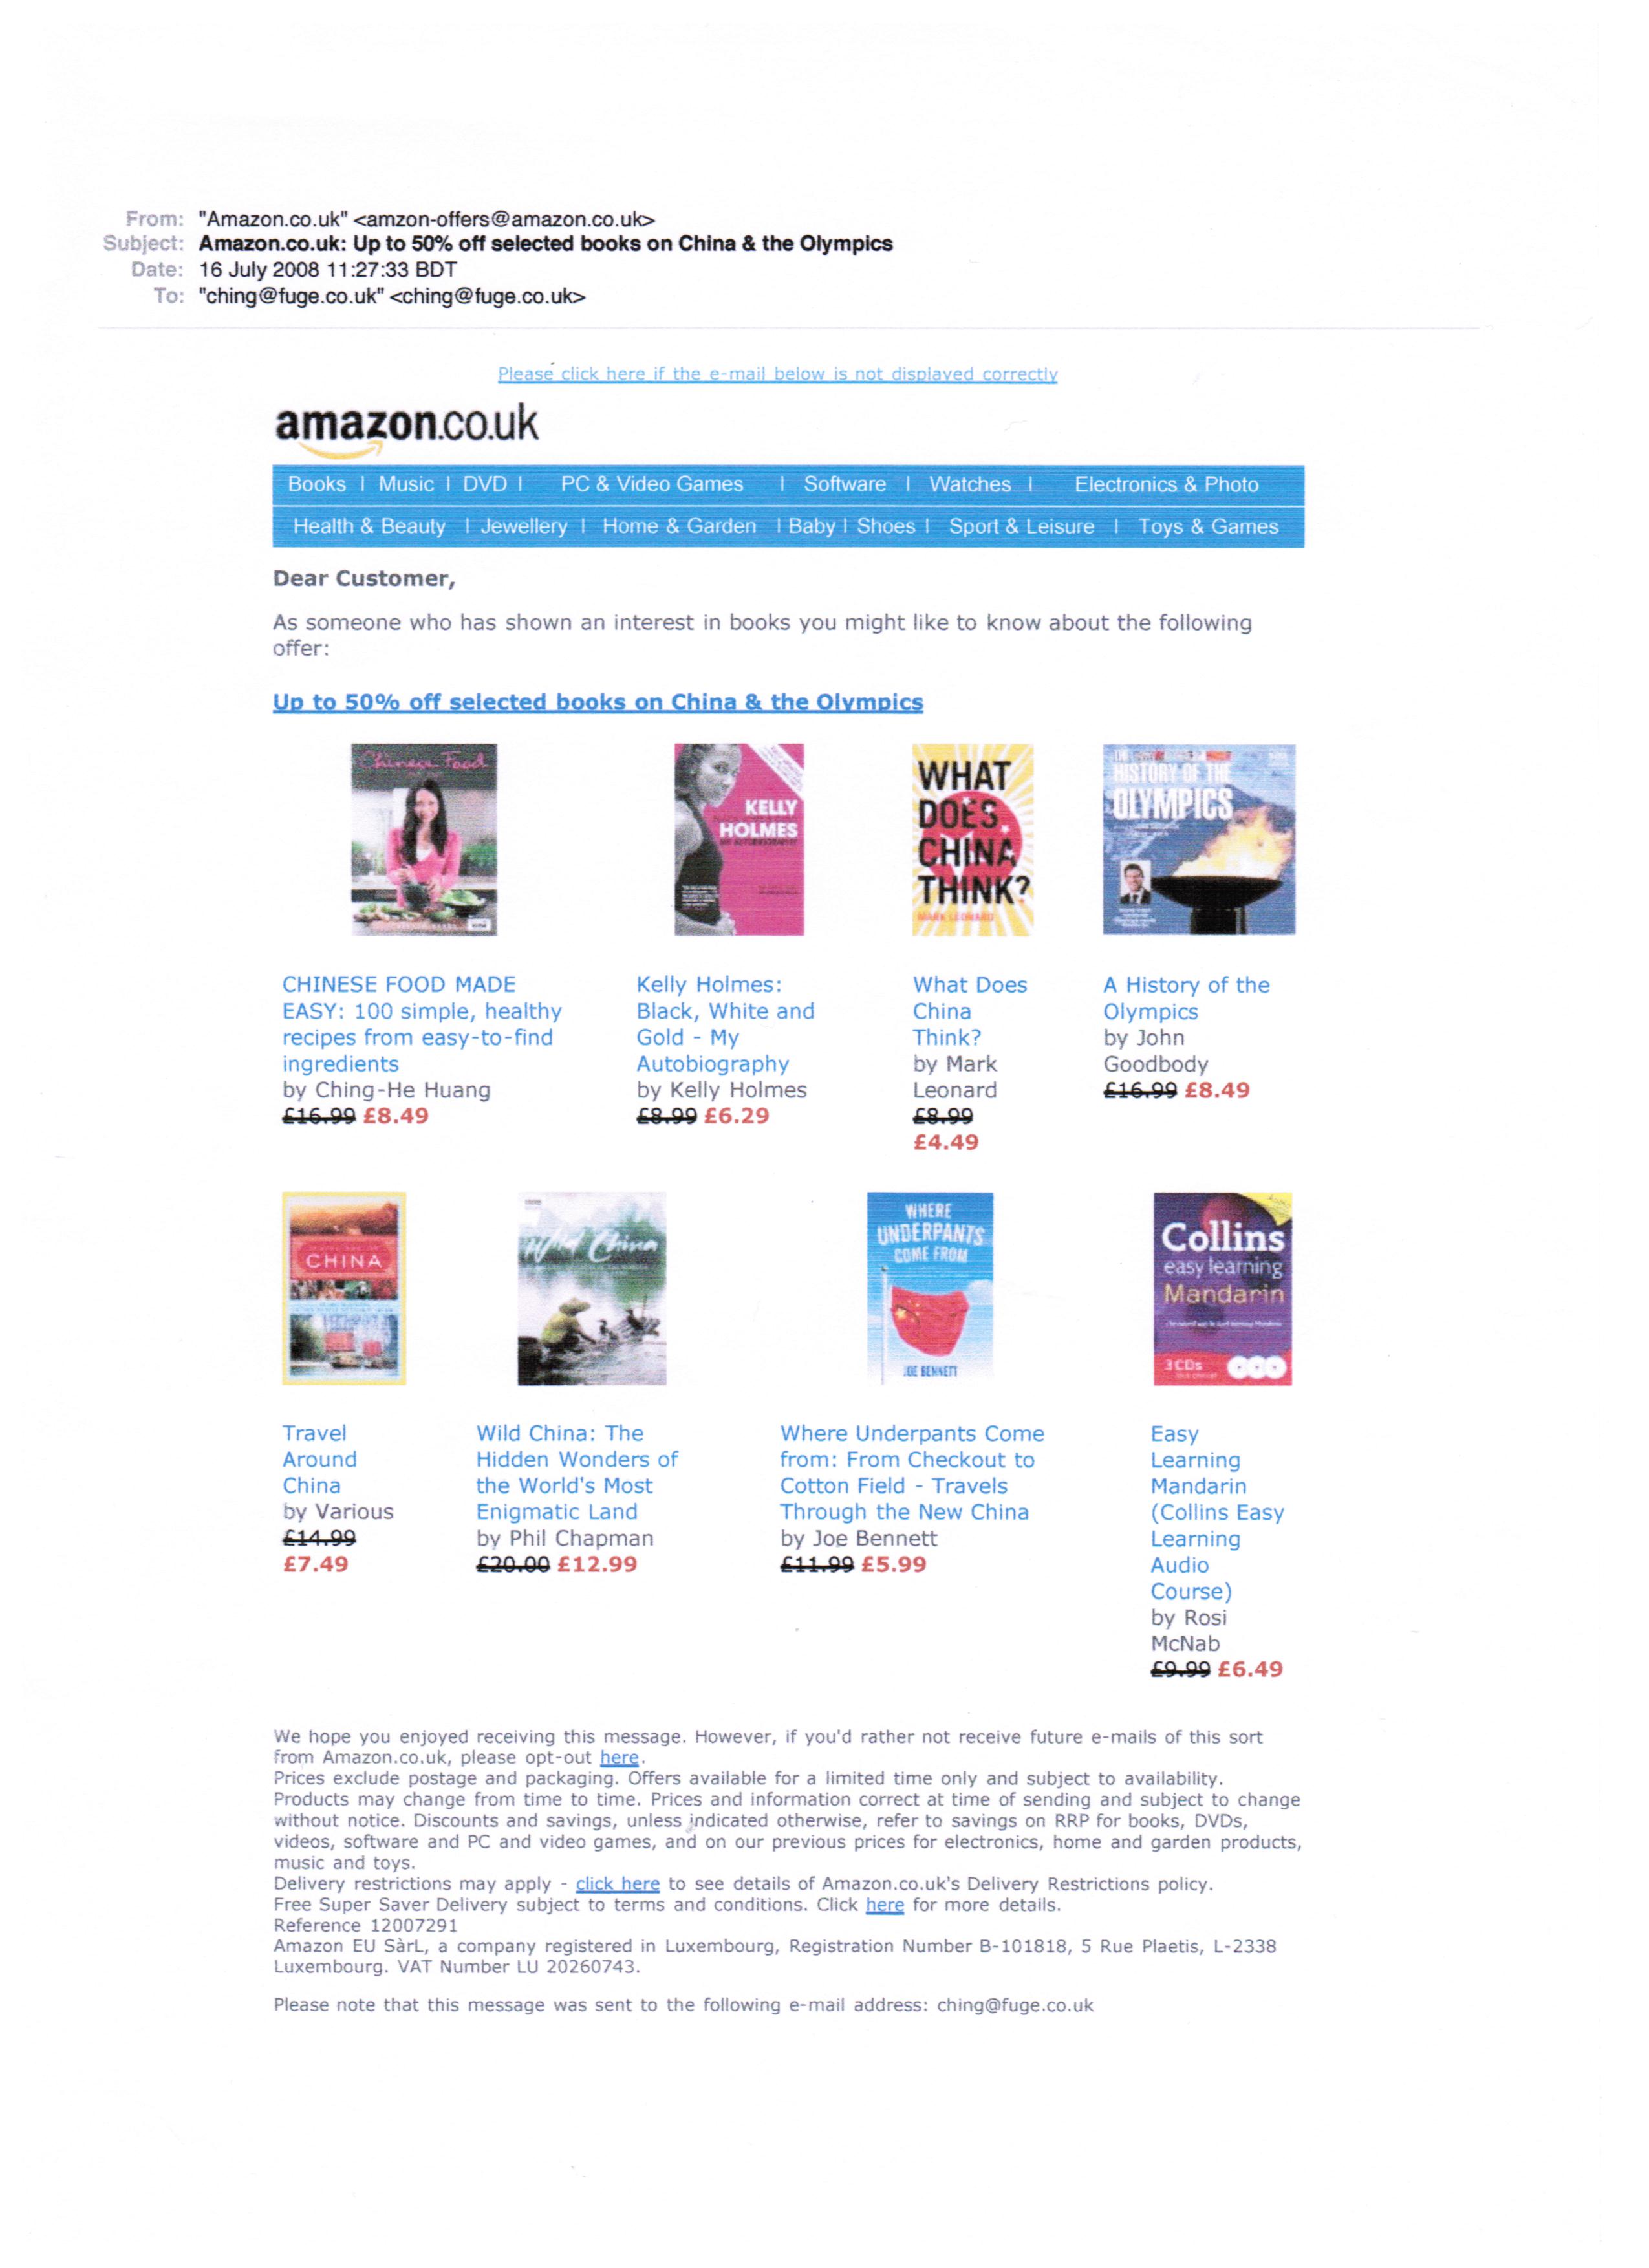 From: "Amazon.co.uk" <amzon-offers@amazon.co.uk>
Subject: Amazon.co.uk: Up to 50% off selected books on China & the Olympics
Date: 16 July 2008 11:27:33 BDT
To: "ching@fuge.co.uk" <ching@fuge.co.uk>
Please click here if the e-mail below is not displayed correctly
amazon.co.uk
Books | Music | DVD | PC & Video Games | Software | Watches | Electronics & Photo
Health & Beauty | Jewellery | Home & Garden | Baby | Shoes | Sport & Leisure | Toys & Games
Dear Customer,
As someone who has shown an interest in books you might like to know about the following
offer:
Up to 50% off selected books on China & the Olympics
Chinese Food
KELLY
HOLMES
WHAT
DOES
CHINA
THINK?
MARK LEONARD
HISTORY OF THE
OLYMPICS
CHINESE FOOD MADE
EASY: 100 simple, healthy
recipes from easy-to-find
ingredients
by Ching-He Huang
£16.99 £8.49
Kelly Holmes:
Black, White and
Gold - My
Autobiography
by Kelly Holmes
£8.99 £6.29
What Does
China
Think?
by Mark
Leonard
£8.99
£4.49
A History of the
Olympics
by John
Goodbody
£16.99 £8.49
CHINA
Wild China
WHERE
UNDERPANTS
COME FROM
JOE BENNETT
Collins
easy learning
Mandarin
3CDs
Travel
Around
China
by Various
£14.99
£7.49
Wild China: The
Hidden Wonders of
the World's Most
Enigmatic Land
by Phil Chapman
£20.00 £12.99
Where Underpants Come
from: From Checkout to
Cotton Field - Travels
Through the New China
by Joe Bennett
£11.99 £5.99
Easy
Learning
Mandarin
(Collins Easy
Learning
Audio
Course)
by Rosi
McNab
£9.99 £6.49
We hope you enjoyed receiving this message. However, if you'd rather not receive future e-mails of this sort
from Amazon.co.uk, please opt-out here.
Prices exclude postage and packaging. Offers available for a limited time only and subject to availability.
Products may change from time to time. Prices and information correct at time of sending and subject to change
without notice. Discounts and savings, unless indicated otherwise, refer to savings on RRP for books, DVDs,
videos, software and PC and video games, and on our previous prices for electronics, home and garden products,
music and toys.
Delivery restrictions may apply - click here to see details of Amazon.co.uk's Delivery Restrictions policy.
Free Super Saver Delivery subject to terms and conditions. Click here for more details.
Reference 12007291
Amazon EU SàrL, a company registered in Luxembourg, Registration Number B-101818, 5 Rue Plaetis, L-2338
Luxembourg. VAT Number LU 20260743.
Please note that this message was sent to the following e-mail address: ching@fuge.co.uk